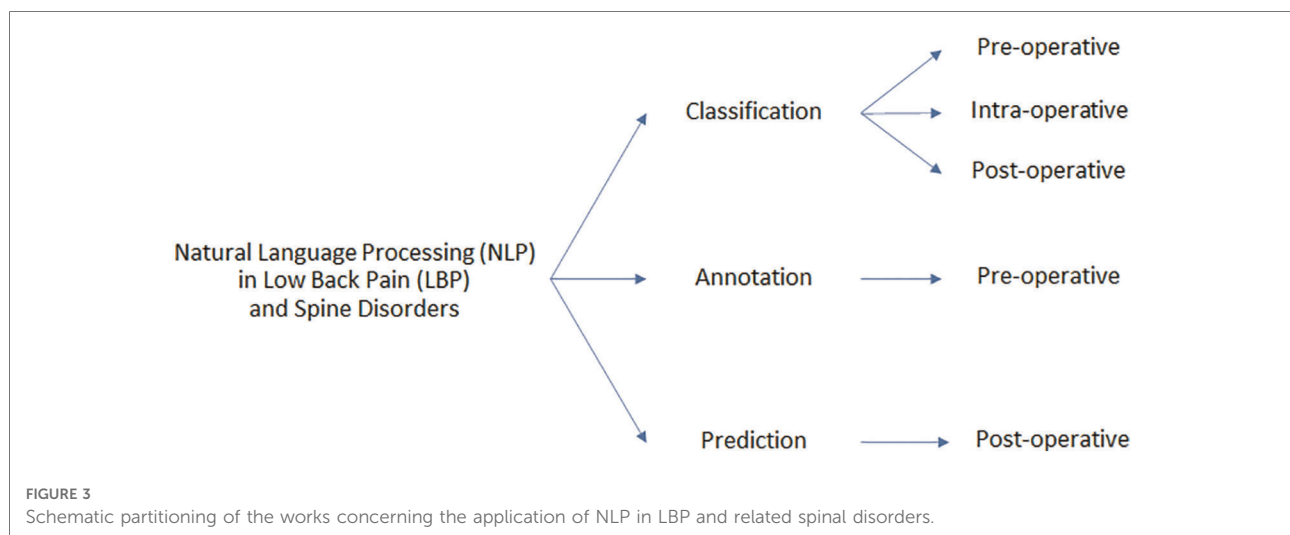 Pre-operative
Classification
Intra-operative
Post-operative
Natural Language Processing (NLP)
in Low Back Pain (LBP)
and Spine Disorders
Annotation
Pre-operative
Prediction
Post-operative
FIGURE 3
Schematic partitioning of the works concerning the application of NLP in LBP and related spinal disorders.